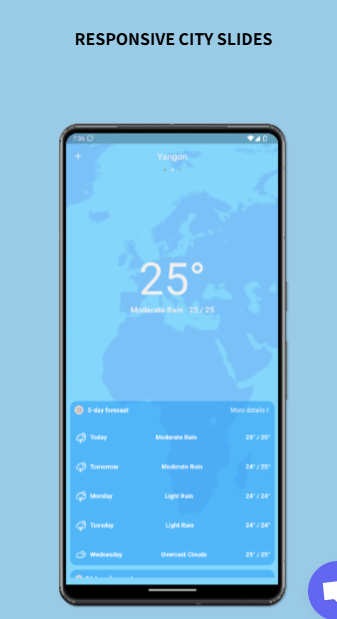 RESPONSIVE CITY SLIDES
7:36
+ Yangon
25°
Moderate Rain 25 / 25
5-day forecast More details >
Today Moderate Rain 25° / 25°
Tomorrow Moderate Rain 24° / 25°
Monday Light Rain 24° / 24°
Tuesday Light Rain 24° / 24°
Wednesday Overcast Clouds 25° / 25°